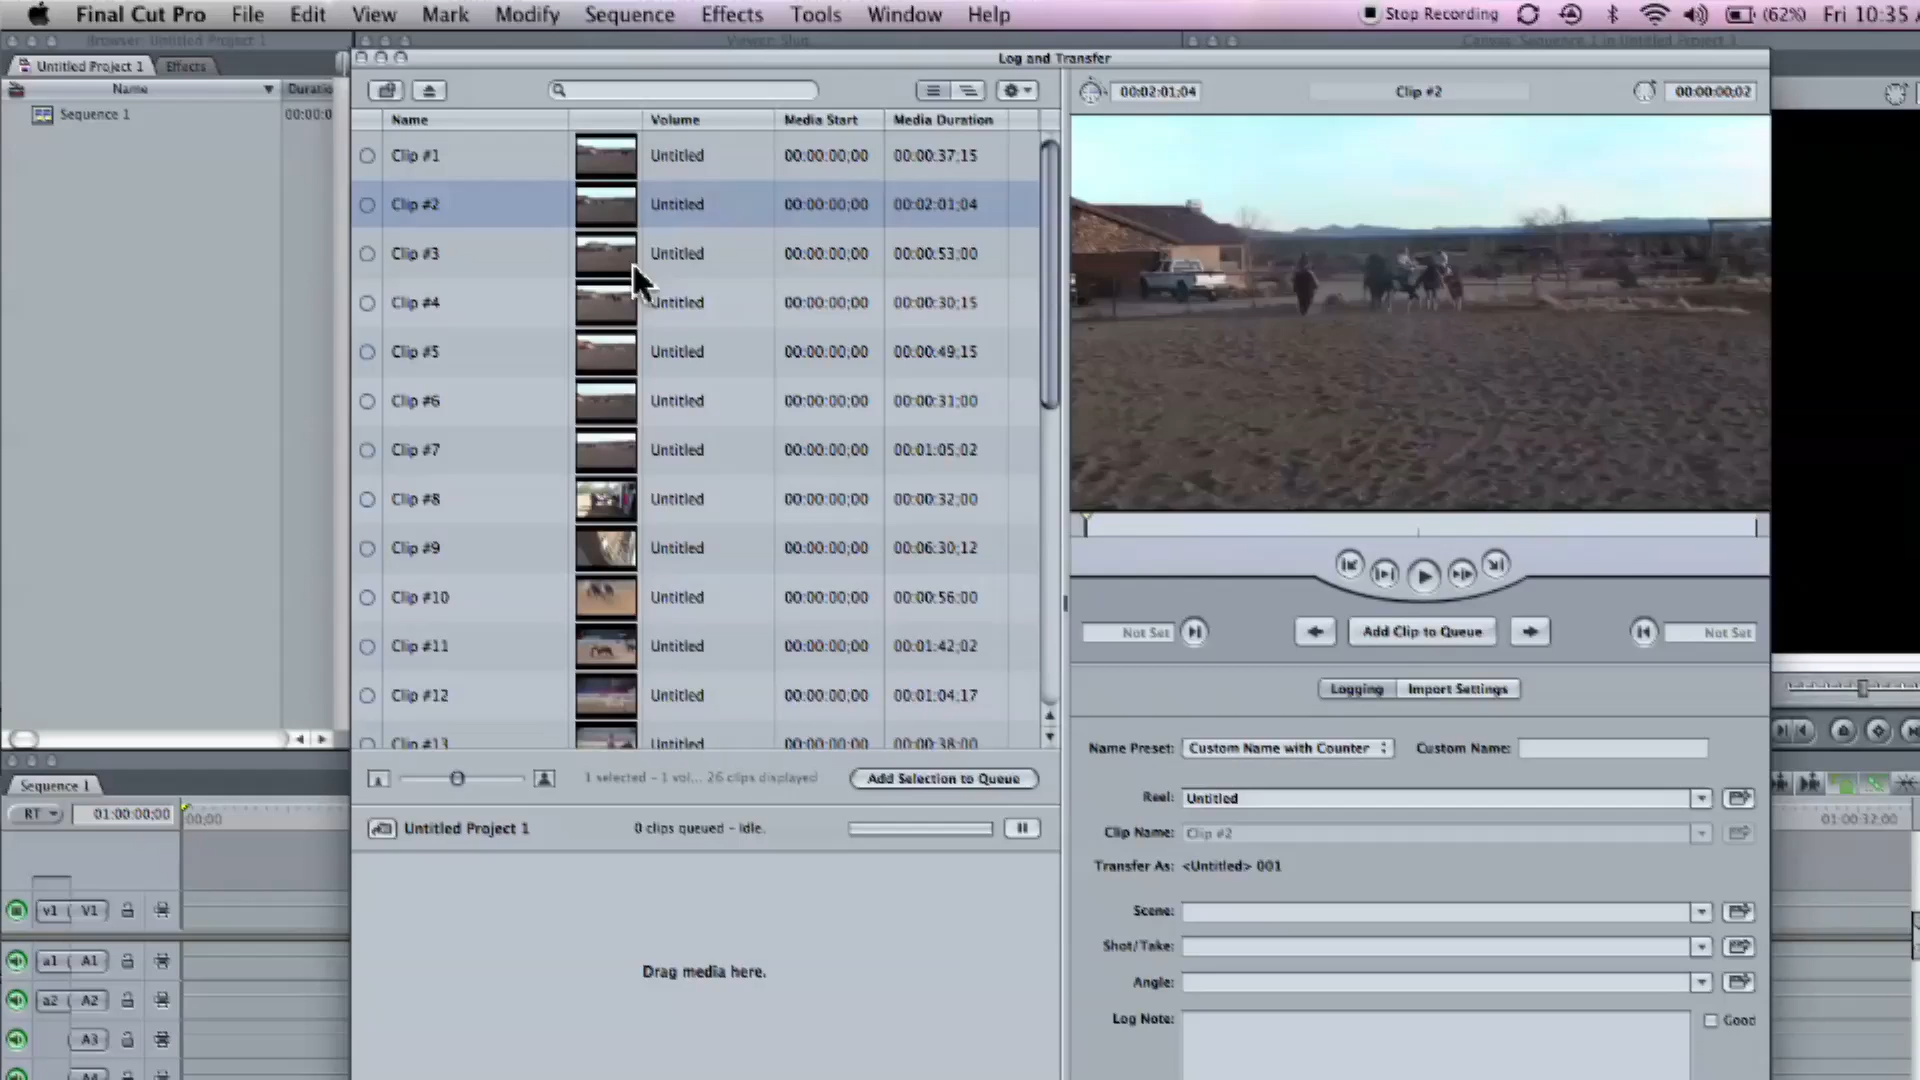 Final Cut Pro File Edit View Mark Modify Sequence Effects Tools Window Help Stop Recording (62%) Fri 10:35
Browser: Untitled Project 1 Viewer: Slug Canvas: Sequence 1 in Untitled Project 1
Log and Transfer
Untitled Project 1 Effects
Name Duratio
Sequence 1 00:00:0
00:02:01;04 Clip #2 00:00:00;02
Name Volume Media Start Media Duration
Clip #1 Untitled 00:00:00;00 00:00:37;15
Clip #2 Untitled 00:00:00;00 00:02:01;04
Clip #3 Untitled 00:00:00;00 00:00:53;00
Clip #4 Untitled 00:00:00;00 00:00:30;15
Clip #5 Untitled 00:00:00;00 00:00:49;15
Clip #6 Untitled 00:00:00;00 00:00:31;00
Clip #7 Untitled 00:00:00;00 00:01:05;02
Clip #8 Untitled 00:00:00;00 00:00:32;00
Clip #9 Untitled 00:00:00;00 00:06:30;12
Clip #10 Untitled 00:00:00;00 00:00:56;00
Clip #11 Untitled 00:00:00;00 00:01:42;02
Clip #12 Untitled 00:00:00;00 00:01:04;17
Clip #13 Untitled 00:00:00;00 00:00:38;00
1 selected - 1 vol... 26 clips displayed Add Selection to Queue
Untitled Project 1 0 clips queued - Idle.
Drag media here.
Not Set Add Clip to Queue Not Set
Logging Import Settings
Name Preset: Custom Name with Counter Custom Name:
Reel: Untitled
Clip Name: Clip #2
Transfer As: <Untitled> 001
Scene:
Shot/Take:
Angle:
Log Note: Good
Sequence 1
RT 01:00:00;00 00;00 01:00:32;00
v1 V1
a1 A1
a2 A2
A3
A4